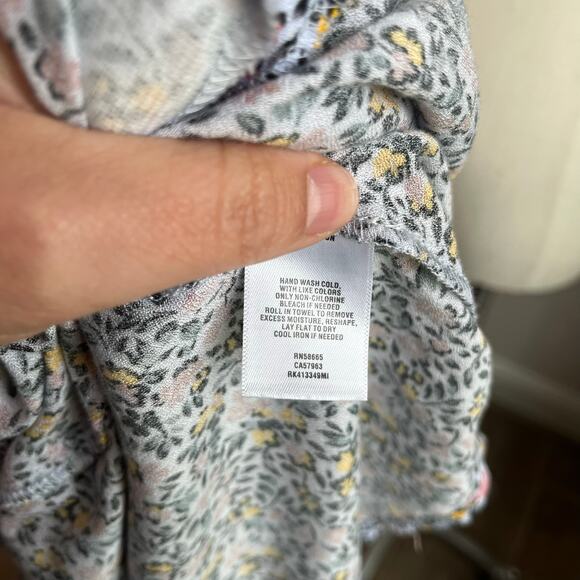 HAND WASH COLD,
WITH LIKE COLORS
ONLY NON-CHLORINE
BLEACH IF NEEDED
ROLL IN TOWEL TO REMOVE
EXCESS MOISTURE, RESHAPE,
LAY FLAT TO DRY
COOL IRON IF NEEDED
RN58665
CA57963
RK413349MI